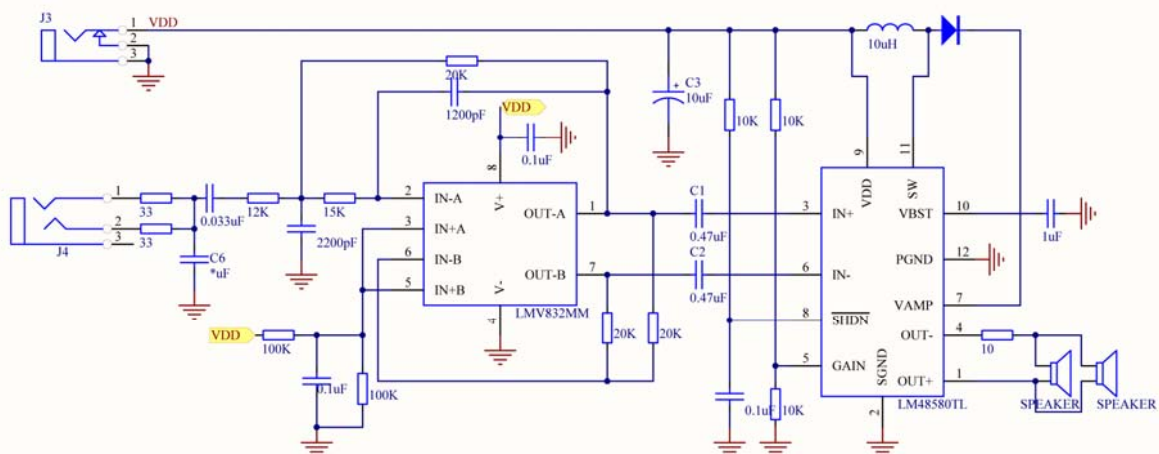 J3
1
VDD
2
3
10uH
20K
1200pF
VDD
0.1uF
C3
+
10uF
10K
10K
9
11
VDD
SW
8
V+
1
33
0.033uF
12K
15K
2
IN-A
OUT-A
1
C1
0.47uF
3
IN+
VBST
10
1uF
2
33
3
J4
2200pF
3
IN+A
C6
*uF
6
IN-B
5
IN+B
OUT-B
7
V-
4
LMV832MM
C2
0.47uF
6
IN-
PGND
12
VAMP
7
8
SHDN
OUT-
4
10
VDD
100K
20K
20K
5
GAIN
SGND
OUT+
1
0.1uF
100K
0.1uF
10K
2
LM48580TL
SPEAKER
SPEAKER